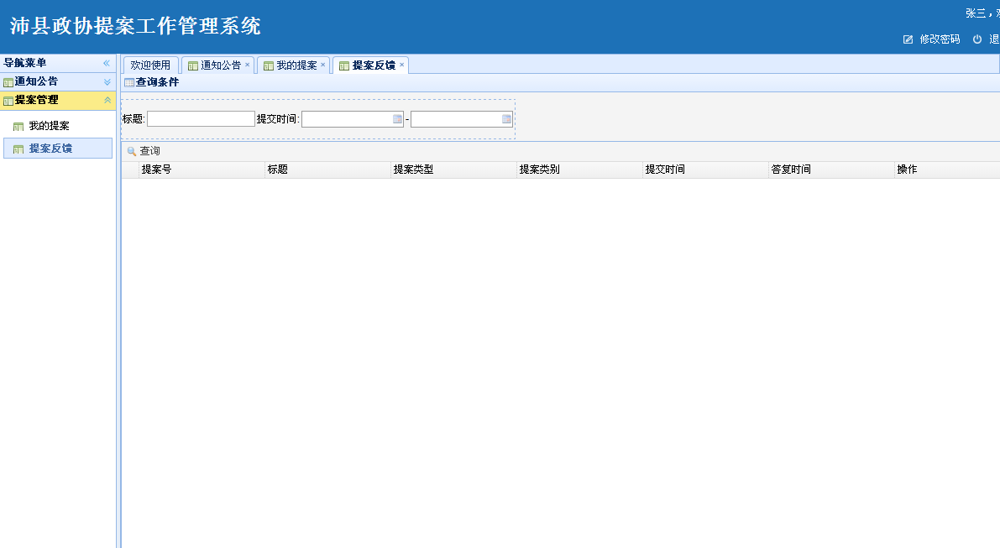 沛县政协提案工作管理系统
张三，
修改密码 退
导航菜单
通知公告
提案管理
我的提案
提案反馈
欢迎使用 通知公告 我的提案 提案反馈
查询条件
标题: 提交时间: -
查询
提案号 标题 提案类型 提案类别 提交时间 答复时间 操作